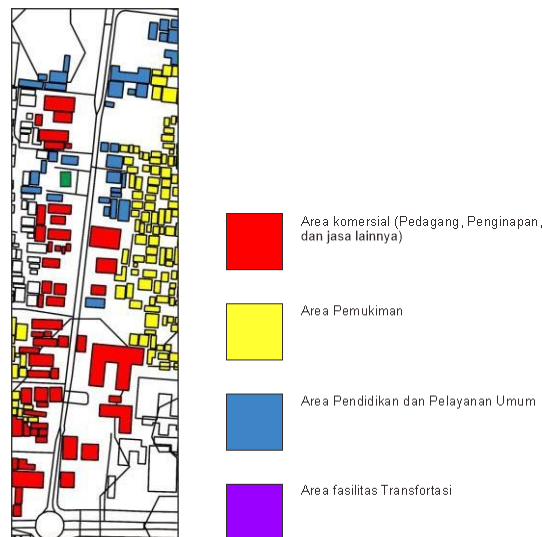 Area komersial (Pedagang, Penginapan,
dan jasa lainnya)
Area Pemukiman
Area Pendidikan dan Pelayanan Umum
Area fasilitas Transfortasi